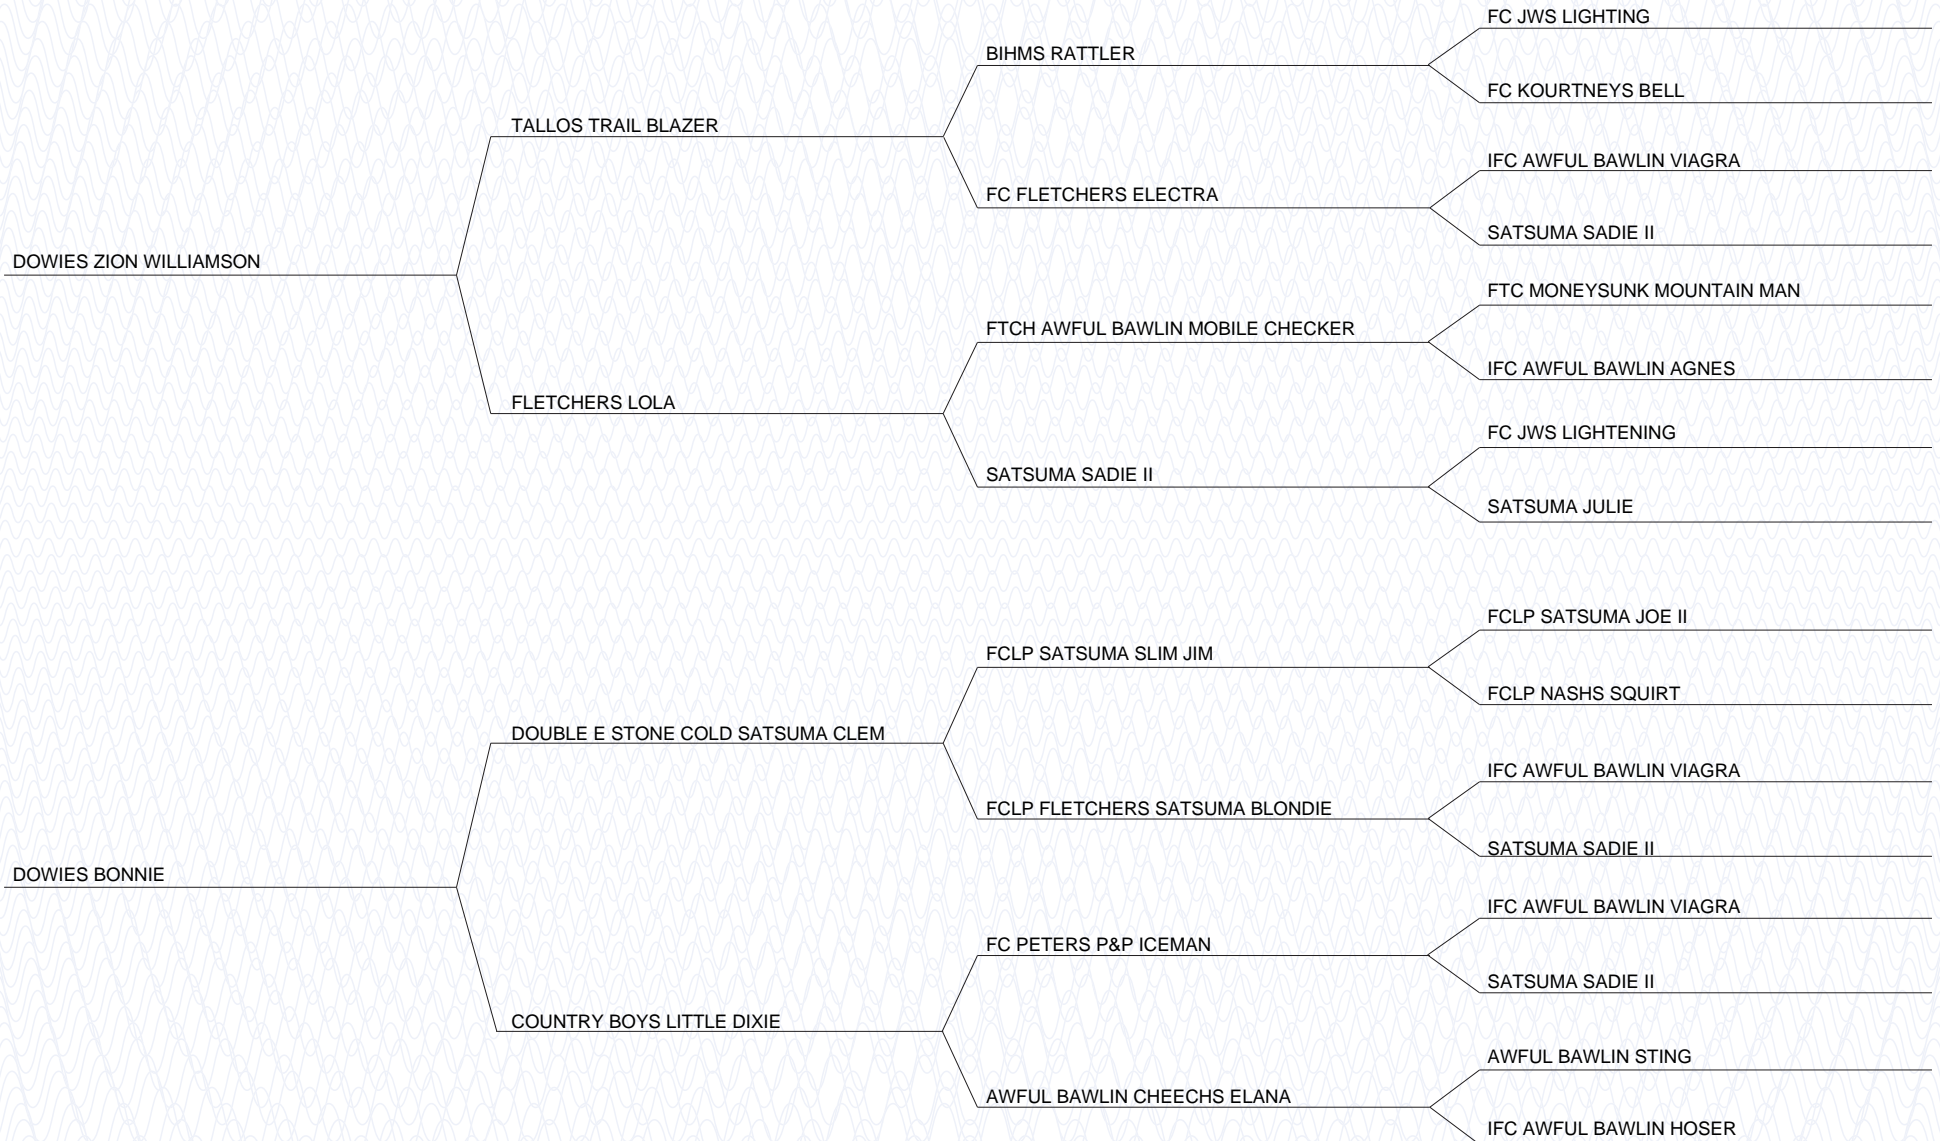 FC JWS LIGHTING
BIHMS RATTLER
FC KOURTNEYS BELL
TALLOS TRAIL BLAZER
IFC AWFUL BAWLIN VIAGRA
FC FLETCHERS ELECTRA
SATSUMA SADIE II
DOWIES ZION WILLIAMSON
FTC MONEYSUNK MOUNTAIN MAN
FTCH AWFUL BAWLIN MOBILE CHECKER
IFC AWFUL BAWLIN AGNES
FLETCHERS LOLA
FC JWS LIGHTENING
SATSUMA SADIE II
SATSUMA JULIE
FCLP SATSUMA JOE II
FCLP SATSUMA SLIM JIM
FCLP NASHS SQUIRT
DOUBLE E STONE COLD SATSUMA CLEM
IFC AWFUL BAWLIN VIAGRA
FCLP FLETCHERS SATSUMA BLONDIE
SATSUMA SADIE II
DOWIES BONNIE
IFC AWFUL BAWLIN VIAGRA
FC PETERS P&P ICEMAN
SATSUMA SADIE II
COUNTRY BOYS LITTLE DIXIE
AWFUL BAWLIN STING
AWFUL BAWLIN CHEECHS ELANA
IFC AWFUL BAWLIN HOSER